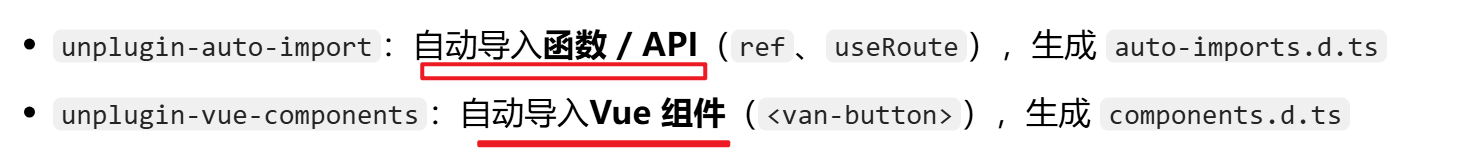 • unplugin-auto-import：自动导入函数 / API（ref、useRoute），生成 auto-imports.d.ts
• unplugin-vue-components：自动导入Vue 组件（<van-button>），生成 components.d.ts